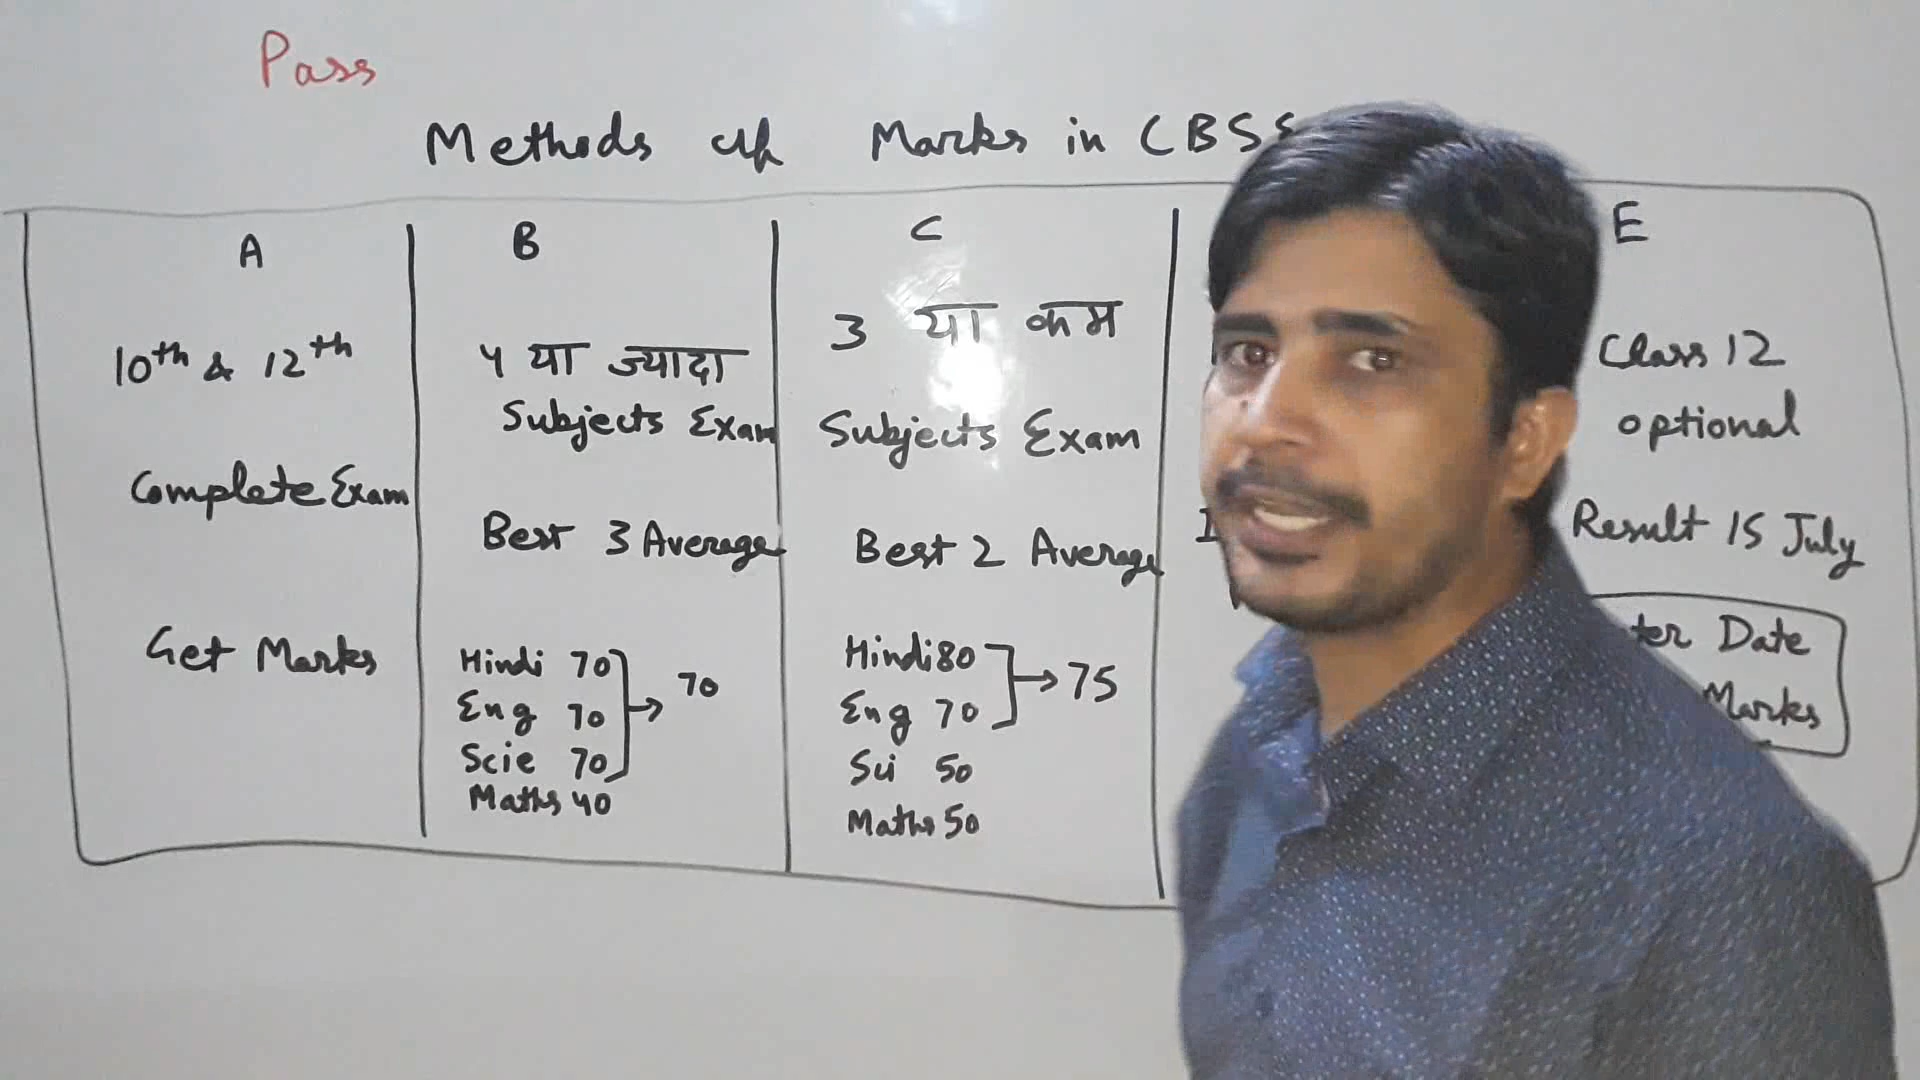 Pass
Methods of Marks in CBSE
A
10th & 12th
Complete Exam
Get Marks
B
4 या ज्यादा
Subjects Exam
Best 3 Average
Hindi 70
Eng 70
Scie 70
→ 70
Maths 40
C
3 या कम
Subjects Exam
Best 2 Average
Hindi 80
Eng 70
→ 75
Sci 50
Maths 50
E
Class 12
optional
Result 15 July
Date
Marks